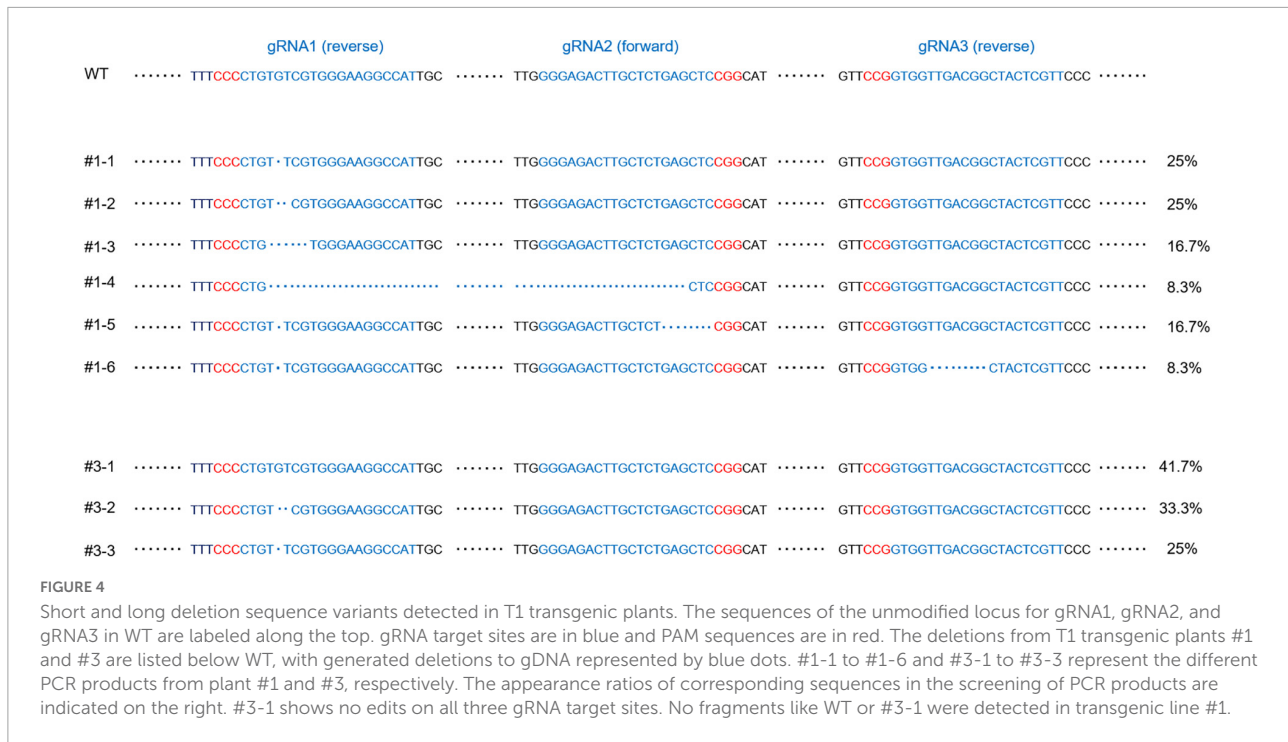 gRNA1 (reverse) gRNA2 (forward) gRNA3 (reverse)
WT ······· TTTCCCCTGTGTCGTGGGAAGGCCATTGC ······· TTGGGGAGACTTGCTCTGAGCTCCGGCAT ······· GTTCCGGTGGTTGACGGCTACTCGTTCCC ·······
#1-1 ······· TTTCCCCTGT·TCGTGGGAAGGCCATTGC ······· TTGGGGAGACTTGCTCTGAGCTCCGGCAT ······· GTTCCGGTGGTTGACGGCTACTCGTTCCC ······· 25%
#1-2 ······· TTTCCCCTGT··CGTGGGAAGGCCATTGC ······· TTGGGGAGACTTGCTCTGAGCTCCGGCAT ······· GTTCCGGTGGTTGACGGCTACTCGTTCCC ······· 25%
#1-3 ······· TTTCCCCTG······TGGGAAGGCCATTGC ······· TTGGGGAGACTTGCTCTGAGCTCCGGCAT ······· GTTCCGGTGGTTGACGGCTACTCGTTCCC ······· 16.7%
#1-4 ······· TTTCCCCTG·························· ······· ··························CTCCGGCAT ······· GTTCCGGTGGTTGACGGCTACTCGTTCCC ······· 8.3%
#1-5 ······· TTTCCCCTGT·TCGTGGGAAGGCCATTGC ······· TTGGGGAGACTTGCTCT········CGGCAT ······· GTTCCGGTGGTTGACGGCTACTCGTTCCC ······· 16.7%
#1-6 ······· TTTCCCCTGT·TCGTGGGAAGGCCATTGC ······· TTGGGGAGACTTGCTCTGAGCTCCGGCAT ······· GTTCCGGTGG·········CTACTCGTTCCC ······· 8.3%
#3-1 ······· TTTCCCCTGTGTCGTGGGAAGGCCATTGC ······· TTGGGGAGACTTGCTCTGAGCTCCGGCAT ······· GTTCCGGTGGTTGACGGCTACTCGTTCCC ······· 41.7%
#3-2 ······· TTTCCCCTGT··CGTGGGAAGGCCATTGC ······· TTGGGGAGACTTGCTCTGAGCTCCGGCAT ······· GTTCCGGTGGTTGACGGCTACTCGTTCCC ······· 33.3%
#3-3 ······· TTTCCCCTGT·TCGTGGGAAGGCCATTGC ······· TTGGGGAGACTTGCTCTGAGCTCCGGCAT ······· GTTCCGGTGGTTGACGGCTACTCGTTCCC ······· 25%
FIGURE 4
Short and long deletion sequence variants detected in T1 transgenic plants. The sequences of the unmodified locus for gRNA1, gRNA2, and
gRNA3 in WT are labeled along the top. gRNA target sites are in blue and PAM sequences are in red. The deletions from T1 transgenic plants #1
and #3 are listed below WT, with generated deletions to gDNA represented by blue dots. #1-1 to #1-6 and #3-1 to #3-3 represent the different
PCR products from plant #1 and #3, respectively. The appearance ratios of corresponding sequences in the screening of PCR products are
indicated on the right. #3-1 shows no edits on all three gRNA target sites. No fragments like WT or #3-1 were detected in transgenic line #1.